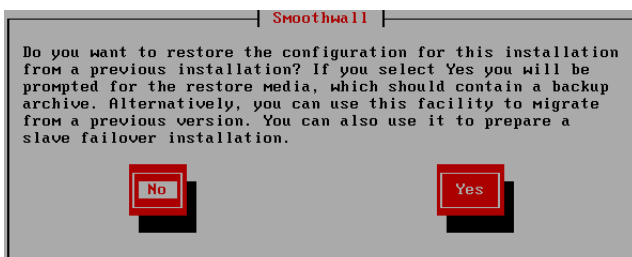 Smoothwall
Do you want to restore the configuration for this installation
from a previous installation? If you select Yes you will be
prompted for the restore media, which should contain a backup
archive. Alternatively, you can use this facility to migrate
from a previous version. You can also use it to prepare a
slave failover installation.
No Yes